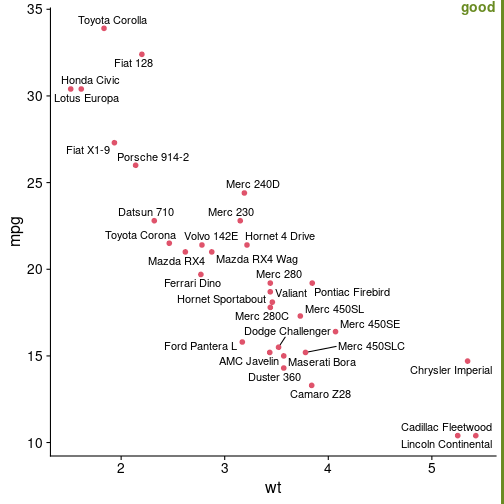 good
35
Toyota Corolla
Fiat 128
30
Honda Civic
Lotus Europa
Fiat X1-9
Porsche 914-2
25
Merc 240D
Datsun 710
Merc 230
Toyota Corona
Volvo 142E
Hornet 4 Drive
mpg
Mazda RX4
Mazda RX4 Wag
20
Ferrari Dino
Merc 280
Hornet Sportabout
Valiant
Pontiac Firebird
Merc 280C
Merc 450SL
Dodge Challenger
Merc 450SE
Ford Pantera L
Merc 450SLC
15
AMC Javelin
Maserati Bora
Chrysler Imperial
Duster 360
Camaro Z28
Cadillac Fleetwood
10
Lincoln Continental
2 3 4 5
wt